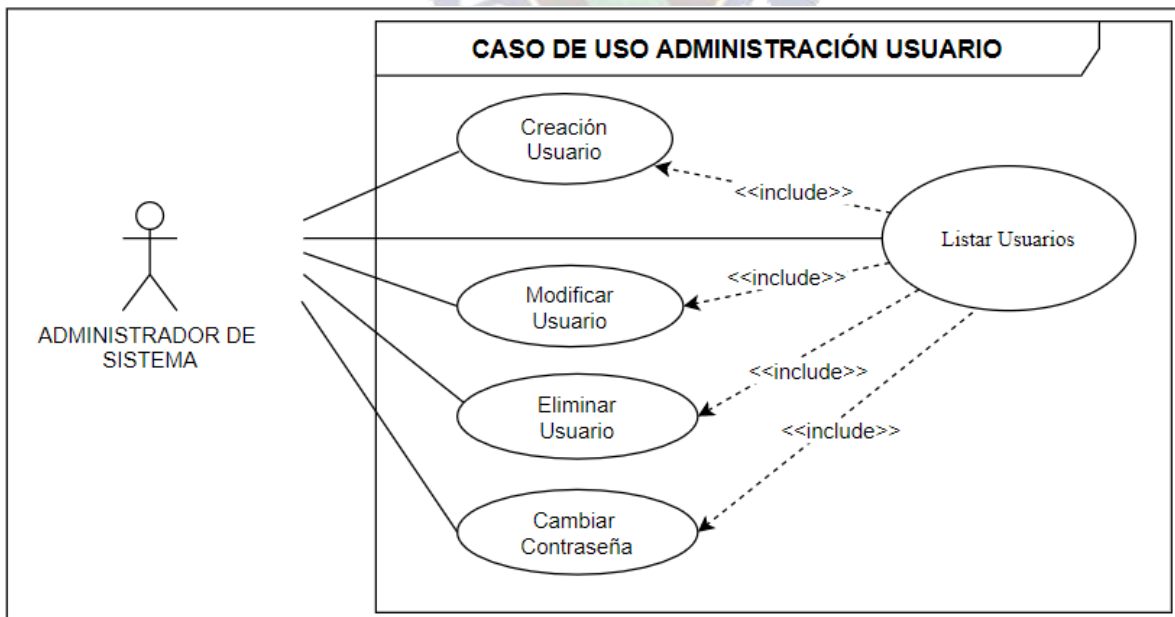 CASO DE USO ADMINISTRACIÓN USUARIO
Creación
Usuario
<<include>>
Listar Usuarios
<<include>>
Modificar
Usuario
ADMINISTRADOR DE
SISTEMA
<<include>>
Eliminar
Usuario
<<include>>
Cambiar
Contraseña